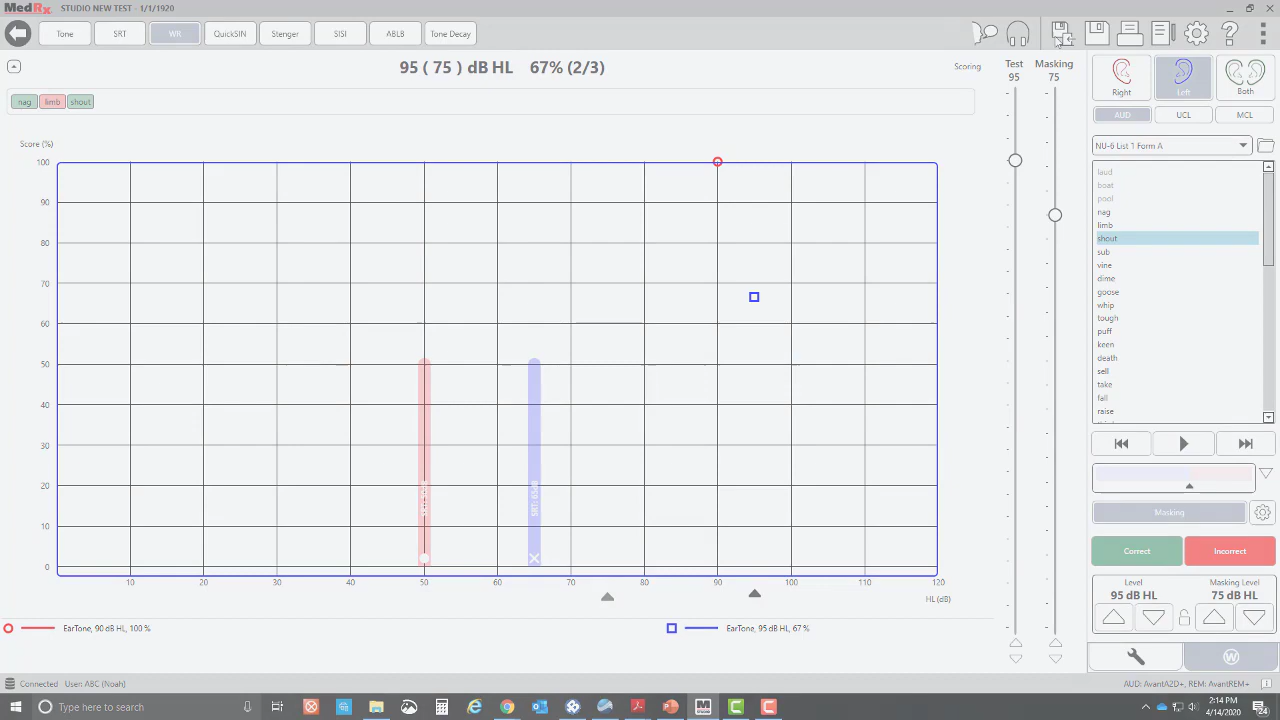 MedRx STUDIO NEW TEST - 1/1/1920
Tone SRT WR QuickSIN Stenger SISI ABLB Tone Decay
95 ( 75 ) dB HL 67% (2/3)
Scoring
Test
95
Masking
75
nag limb shout
Score (%)
100
90
80
70
60
50
40
30
20
10
0
SRT: 65dB
10 20 30 40 50 60 70 80 90 100 110 120
HL (dB)
EarTone, 90 dB HL, 100 %
EarTone, 95 dB HL, 67 %
Right Left Both
AUD UCL MCL
NU-6 List 1 Form A
laud
boat
pool
nag
limb
shout
sub
vine
dime
goose
whip
tough
puff
keen
death
sell
take
fall
raise
Masking
Correct Incorrect
Level
95 dB HL
Masking Level
75 dB HL
Connected User: ABC (Noah)
AUD: AvantA2D+, REM: AvantREM+
Type here to search
2:14 PM
4/14/2020
24